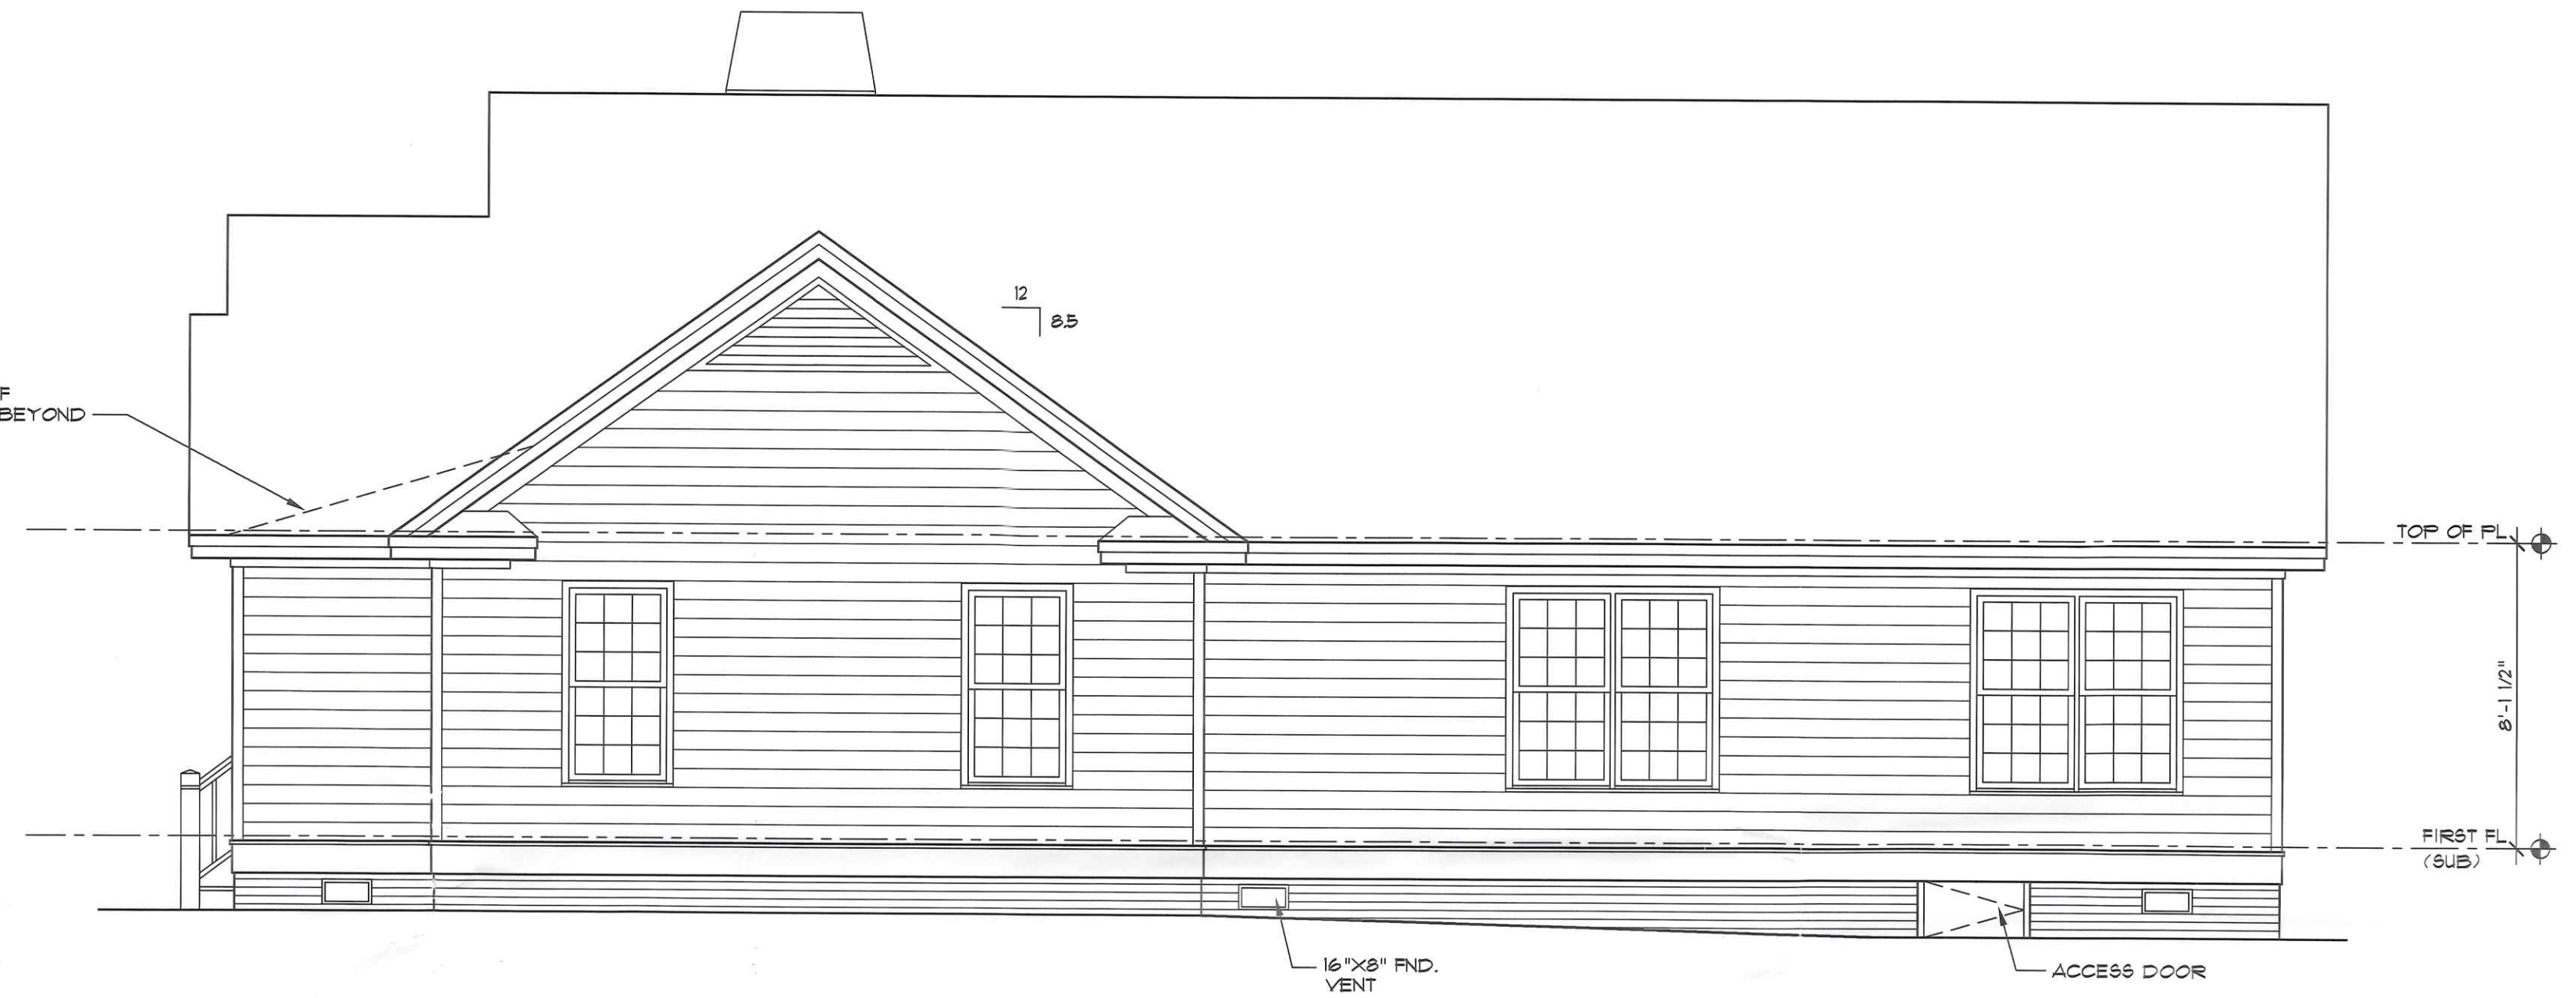 12
8.5
F
BEYOND
TOP OF PL
8'-1 1/2"
FIRST FL
(SUB)
16"X8" FND.
VENT
ACCESS DOOR